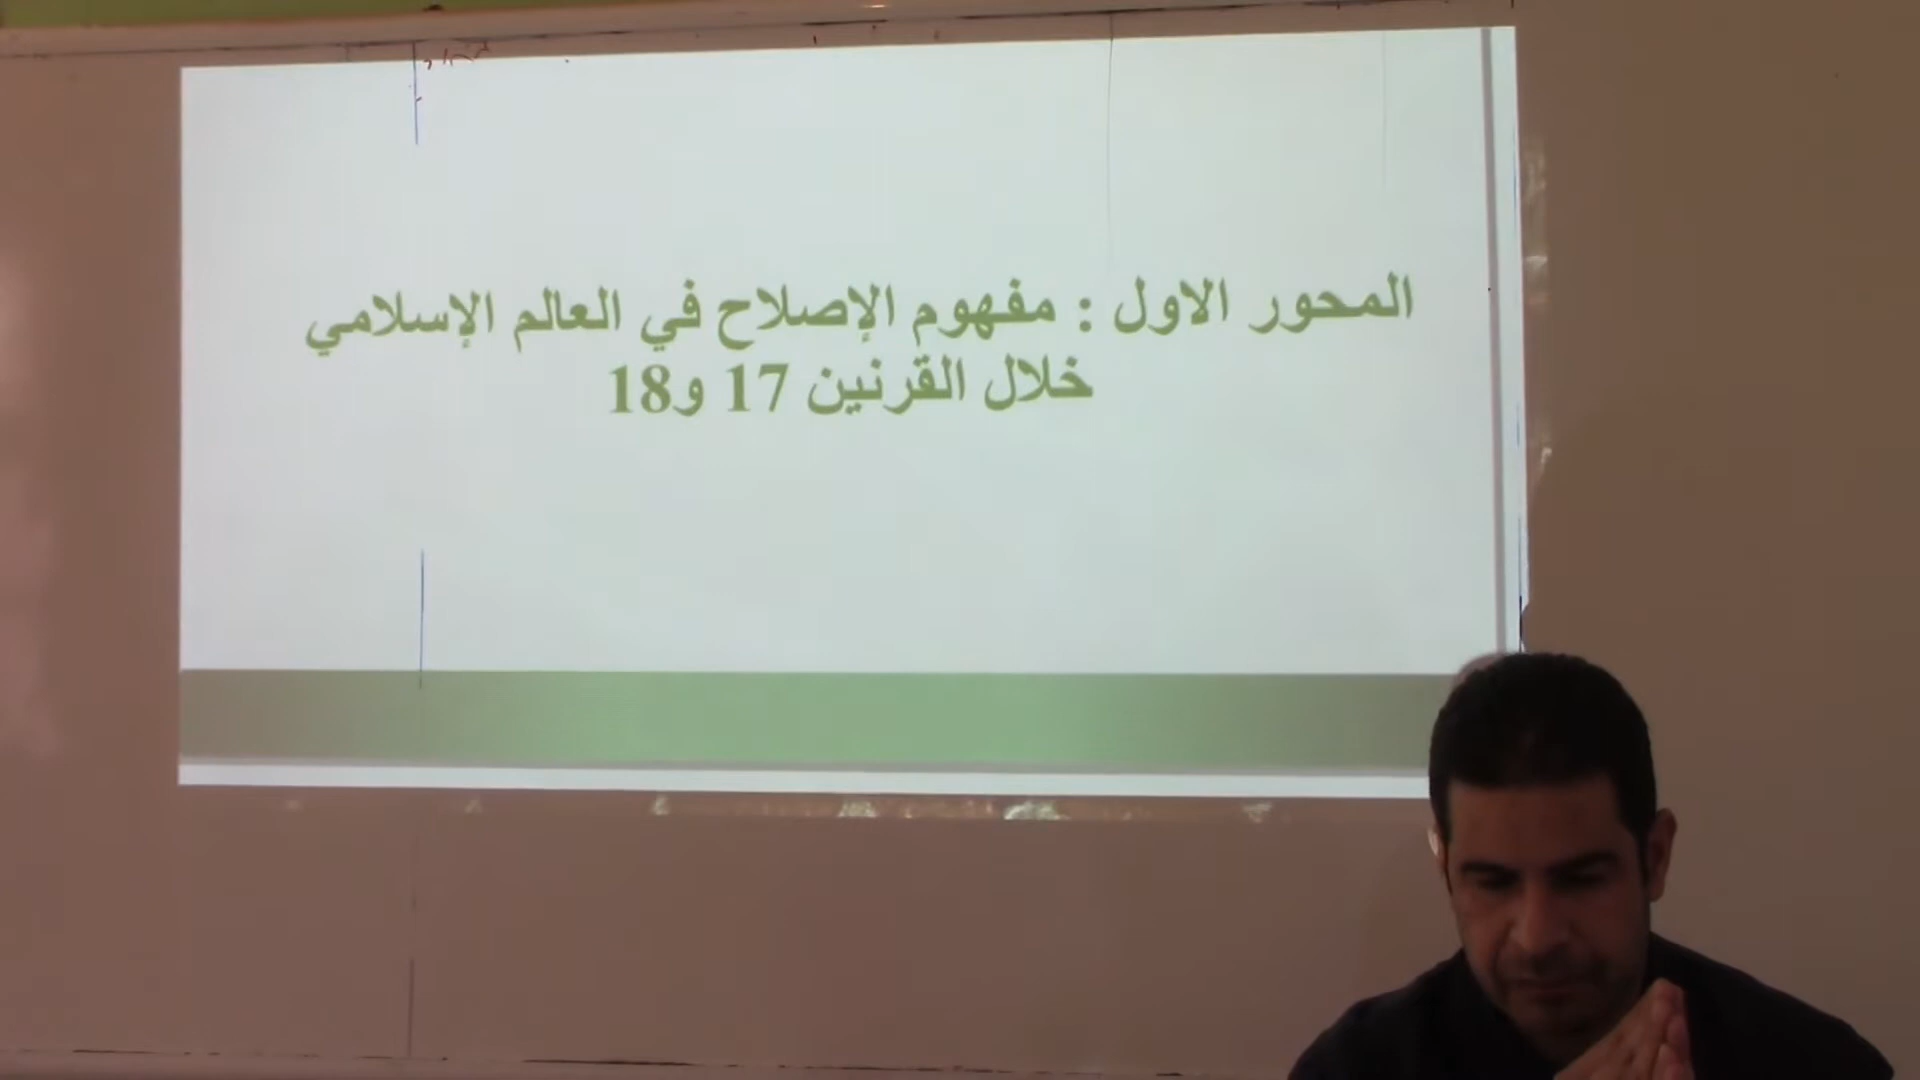 المحور الاول : مفهوم الإصلاح في العالم الإسلامي
خلال القرنين 17 و18